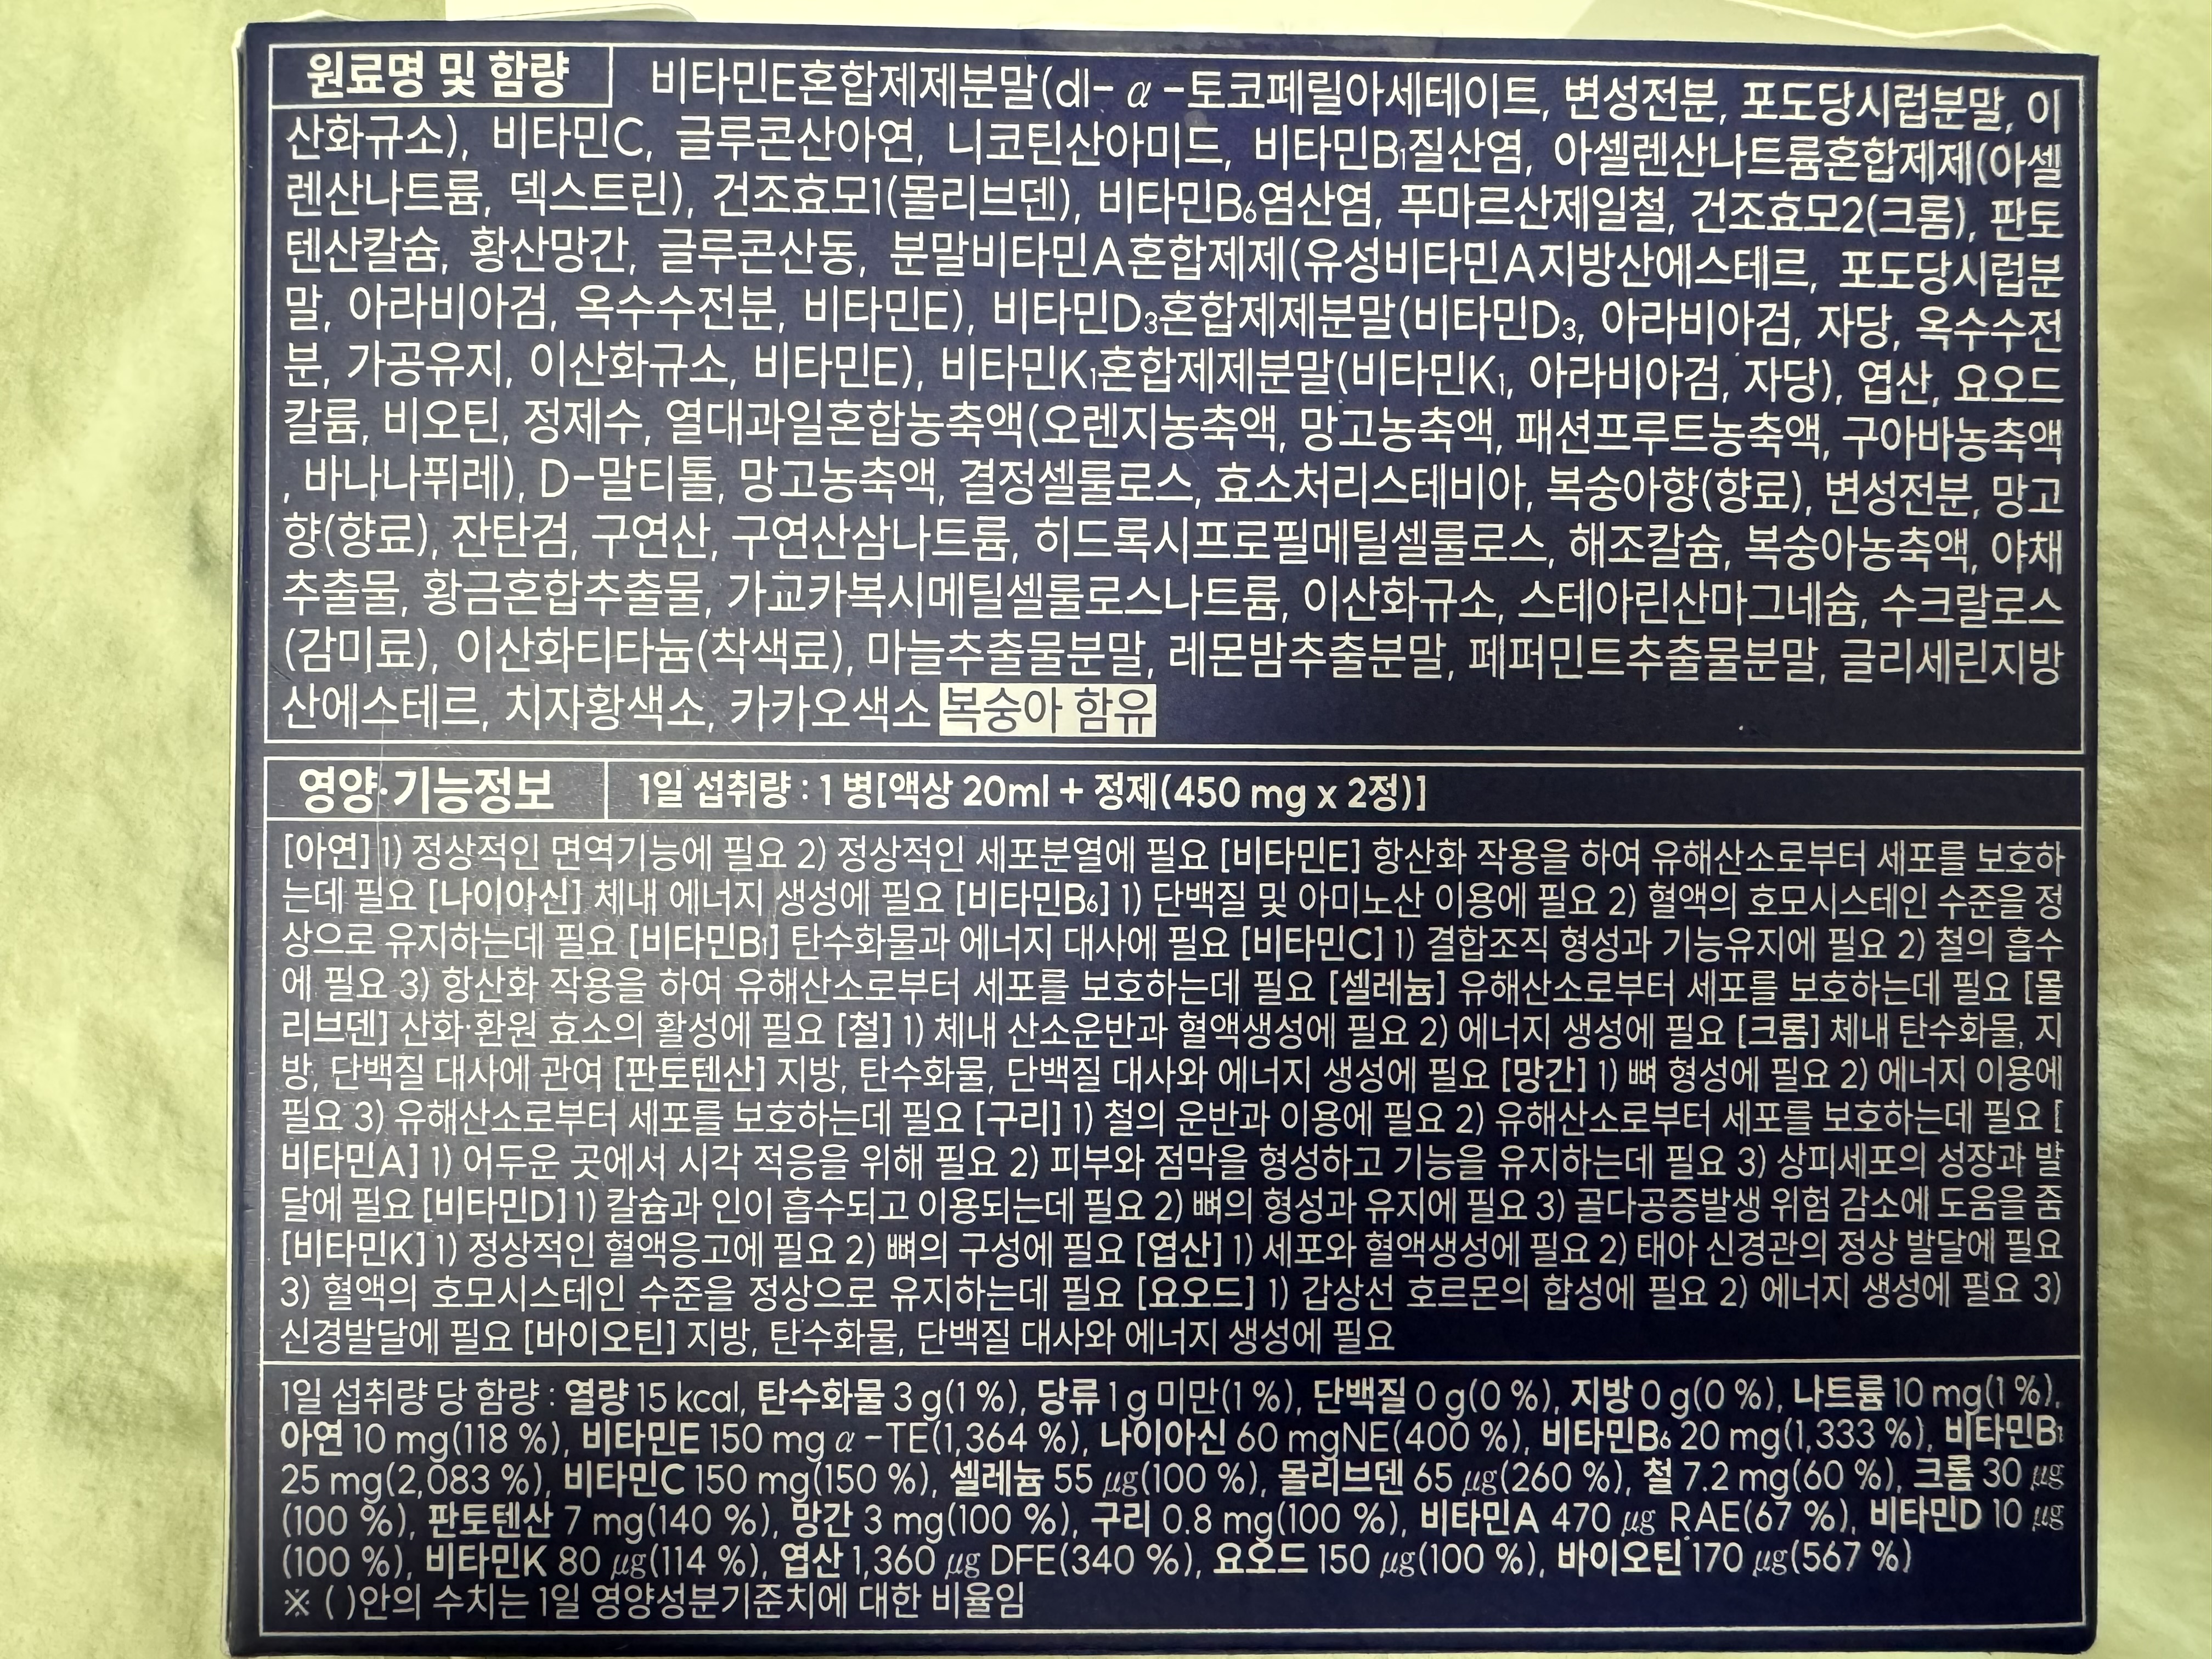 원료명 및 함량
비타민E혼합제제분말(dl-α-토코페릴아세테이트, 변성전분, 포도당시럽분말, 이
산화규소), 비타민C, 글루콘산아연, 니코틴산아미드, 비타민B₁질산염, 아셀렌산나트륨혼합제제(아셀
렌산나트륨, 덱스트린), 건조효모1(몰리브덴), 비타민B₆염산염, 푸마르산제일철, 건조효모2(크롬), 판토
텐산칼슘, 황산망간, 글루콘산동, 분말비타민A혼합제제(유성비타민A지방산에스테르, 포도당시럽분
말, 아라비아검, 옥수수전분, 비타민E), 비타민D₃혼합제제분말(비타민D₃, 아라비아검, 자당, 옥수수전
분, 가공유지, 이산화규소, 비타민E), 비타민K₁혼합제제분말(비타민K₁, 아라비아검, 자당), 엽산, 요오드
칼륨, 비오틴, 정제수, 열대과일혼합농축액(오렌지농축액, 망고농축액, 패션프루트농축액, 구아바농축액
, 바나나퓌레), D-말티톨, 망고농축액, 결정셀룰로스, 효소처리스테비아, 복숭아향(향료), 변성전분, 망고
향(향료), 잔탄검, 구연산, 구연산삼나트륨, 히드록시프로필메틸셀룰로스, 해조칼슘, 복숭아농축액, 야채
추출물, 황금혼합추출물, 가교카복시메틸셀룰로스나트륨, 이산화규소, 스테아린산마그네슘, 수크랄로스
(감미료), 이산화티타늄(착색료), 마늘추출물분말, 레몬밤추출분말, 페퍼민트추출물분말, 글리세린지방
산에스테르, 치자황색소, 카카오색소 복숭아 함유
영양·기능정보
1일 섭취량 : 1 병[액상 20ml + 정제(450 mg x 2정)]
[아연] 1) 정상적인 면역기능에 필요 2) 정상적인 세포분열에 필요 [비타민E] 항산화 작용을 하여 유해산소로부터 세포를 보호하
는데 필요 [나이아신] 체내 에너지 생성에 필요 [비타민B₆] 1) 단백질 및 아미노산 이용에 필요 2) 혈액의 호모시스테인 수준을 정
상으로 유지하는데 필요 [비타민B₁] 탄수화물과 에너지 대사에 필요 [비타민C] 1) 결합조직 형성과 기능유지에 필요 2) 철의 흡수
에 필요 3) 항산화 작용을 하여 유해산소로부터 세포를 보호하는데 필요 [셀레늄] 유해산소로부터 세포를 보호하는데 필요 [몰
리브덴] 산화·환원 효소의 활성에 필요 [철] 1) 체내 산소운반과 혈액생성에 필요 2) 에너지 생성에 필요 [크롬] 체내 탄수화물, 지
방, 단백질 대사에 관여 [판토텐산] 지방, 탄수화물, 단백질 대사와 에너지 생성에 필요 [망간] 1) 뼈 형성에 필요 2) 에너지 이용에
필요 3) 유해산소로부터 세포를 보호하는데 필요 [구리] 1) 철의 운반과 이용에 필요 2) 유해산소로부터 세포를 보호하는데 필요 [
비타민A] 1) 어두운 곳에서 시각 적응을 위해 필요 2) 피부와 점막을 형성하고 기능을 유지하는데 필요 3) 상피세포의 성장과 발
달에 필요 [비타민D] 1) 칼슘과 인이 흡수되고 이용되는데 필요 2) 뼈의 형성과 유지에 필요 3) 골다공증발생 위험 감소에 도움을 줌
[비타민K] 1) 정상적인 혈액응고에 필요 2) 뼈의 구성에 필요 [엽산] 1) 세포와 혈액생성에 필요 2) 태아 신경관의 정상 발달에 필요
3) 혈액의 호모시스테인 수준을 정상으로 유지하는데 필요 [요오드] 1) 갑상선 호르몬의 합성에 필요 2) 에너지 생성에 필요 3)
신경발달에 필요 [바이오틴] 지방, 탄수화물, 단백질 대사와 에너지 생성에 필요
1일 섭취량 당 함량 : 열량 15 kcal, 탄수화물 3 g(1 %), 당류 1 g 미만(1 %), 단백질 0 g(0 %), 지방 0 g(0 %), 나트륨 10 mg(1 %),
아연 10 mg(118 %), 비타민E 150 mg α-TE(1,364 %), 나이아신 60 mgNE(400 %), 비타민B₆ 20 mg(1,333 %), 비타민B₁
25 mg(2,083 %), 비타민C 150 mg(150 %), 셀레늄 55 ㎍(100 %), 몰리브덴 65 ㎍(260 %), 철 7.2 mg(60 %), 크롬 30 ㎍
(100 %), 판토텐산 7 mg(140 %), 망간 3 mg(100 %), 구리 0.8 mg(100 %), 비타민A 470 ㎍ RAE(67 %), 비타민D 10 ㎍
(100 %), 비타민K 80 ㎍(114 %), 엽산 1,360 ㎍ DFE(340 %), 요오드 150 ㎍(100 %), 바이오틴 170 ㎍(567 %)
※ ( )안의 수치는 1일 영양성분기준치에 대한 비율임